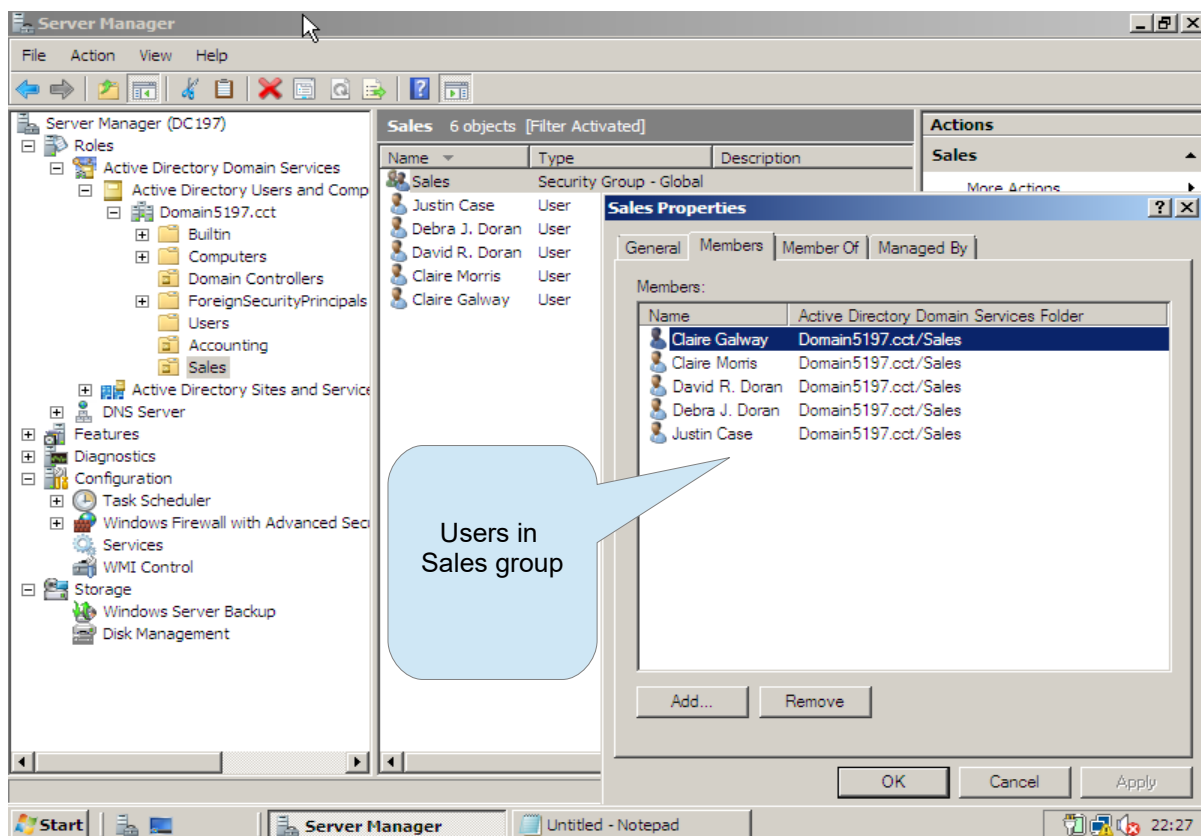 Server Manager
File Action View Help
Server Manager (DC197)
Roles
Active Directory Domain Services
Active Directory Users and Comp
Domain5197.cct
Builtin
Computers
Domain Controllers
ForeignSecurityPrincipals
Users
Accounting
Sales
Active Directory Sites and Service
DNS Server
Features
Diagnostics
Configuration
Task Scheduler
Windows Firewall with Advanced Secu
Services
WMI Control
Storage
Windows Server Backup
Disk Management
Sales 6 objects [Filter Activated]
Name Type Description
Sales Security Group - Global
Justin Case User
Debra J. Doran User
David R. Doran User
Claire Morris User
Claire Galway User
Actions
Sales
More Actions
Sales Properties
General Members Member Of Managed By
Members:
Name Active Directory Domain Services Folder
Claire Galway Domain5197.cct/Sales
Claire Morris Domain5197.cct/Sales
David R. Doran Domain5197.cct/Sales
Debra J. Doran Domain5197.cct/Sales
Justin Case Domain5197.cct/Sales
Users in
Sales group
Add... Remove
OK Cancel Apply
Start Server Manager Untitled - Notepad 22:27